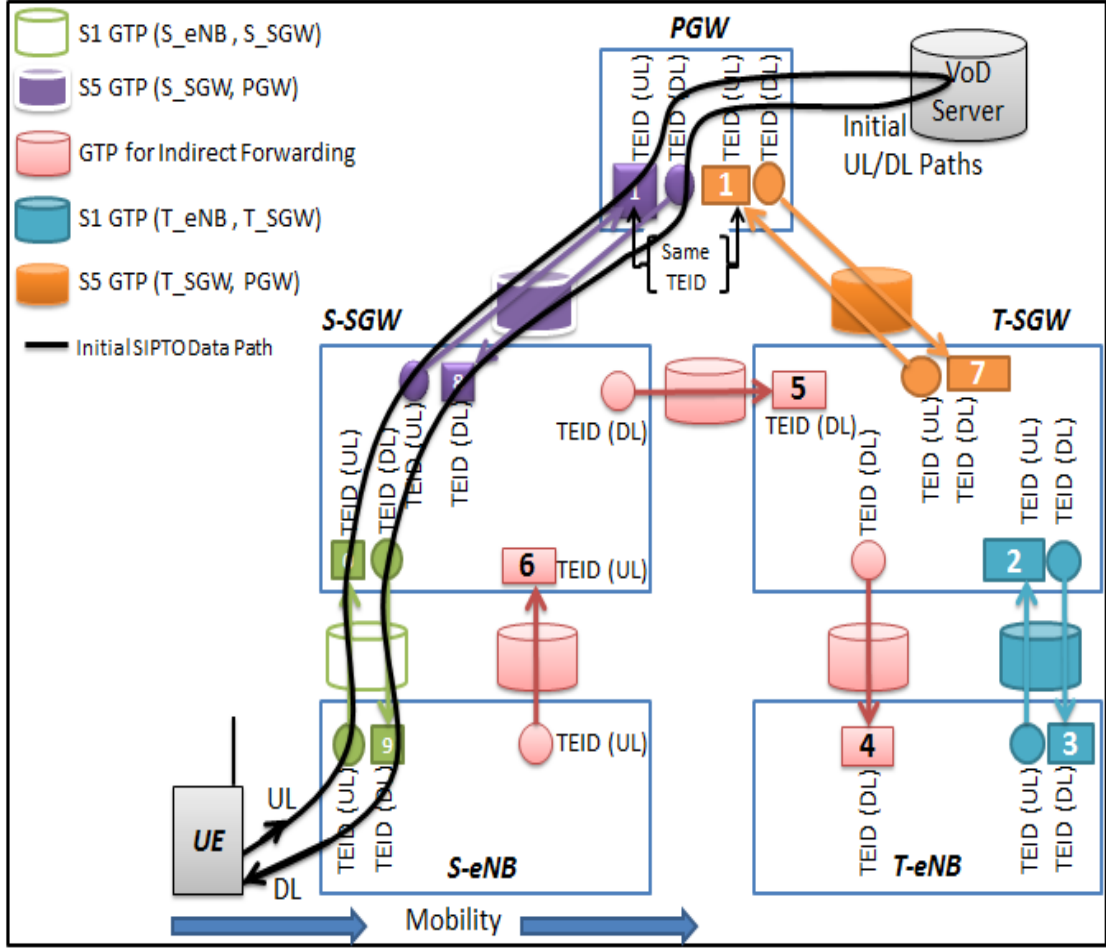 S1 GTP (S_eNB , S_SGW)
S5 GTP (S_SGW, PGW)
GTP for Indirect Forwarding
S1 GTP (T_eNB , T_SGW)
S5 GTP (T_SGW, PGW)
Initial SIPTO Data Path
PGW
TEID (UL)
TEID (DL)
TEID (UL)
TEID (DL)
VoD
Server
Initial
UL/DL Paths
1
1
Same
TEID
S-SGW
T-SGW
8
TEID (UL)
TEID (DL)
TEID (UL)
TEID (DL)
TEID (DL)
5
TEID (DL)
7
TEID (UL)
TEID (DL)
TEID (DL)
TEID (UL)
TEID (DL)
6
TEID (UL)
2
9
TEID (UL)
TEID (DL)
TEID (UL)
4
TEID (DL)
3
TEID (UL)
TEID (DL)
UE
UL
DL
S-eNB
T-eNB
Mobility